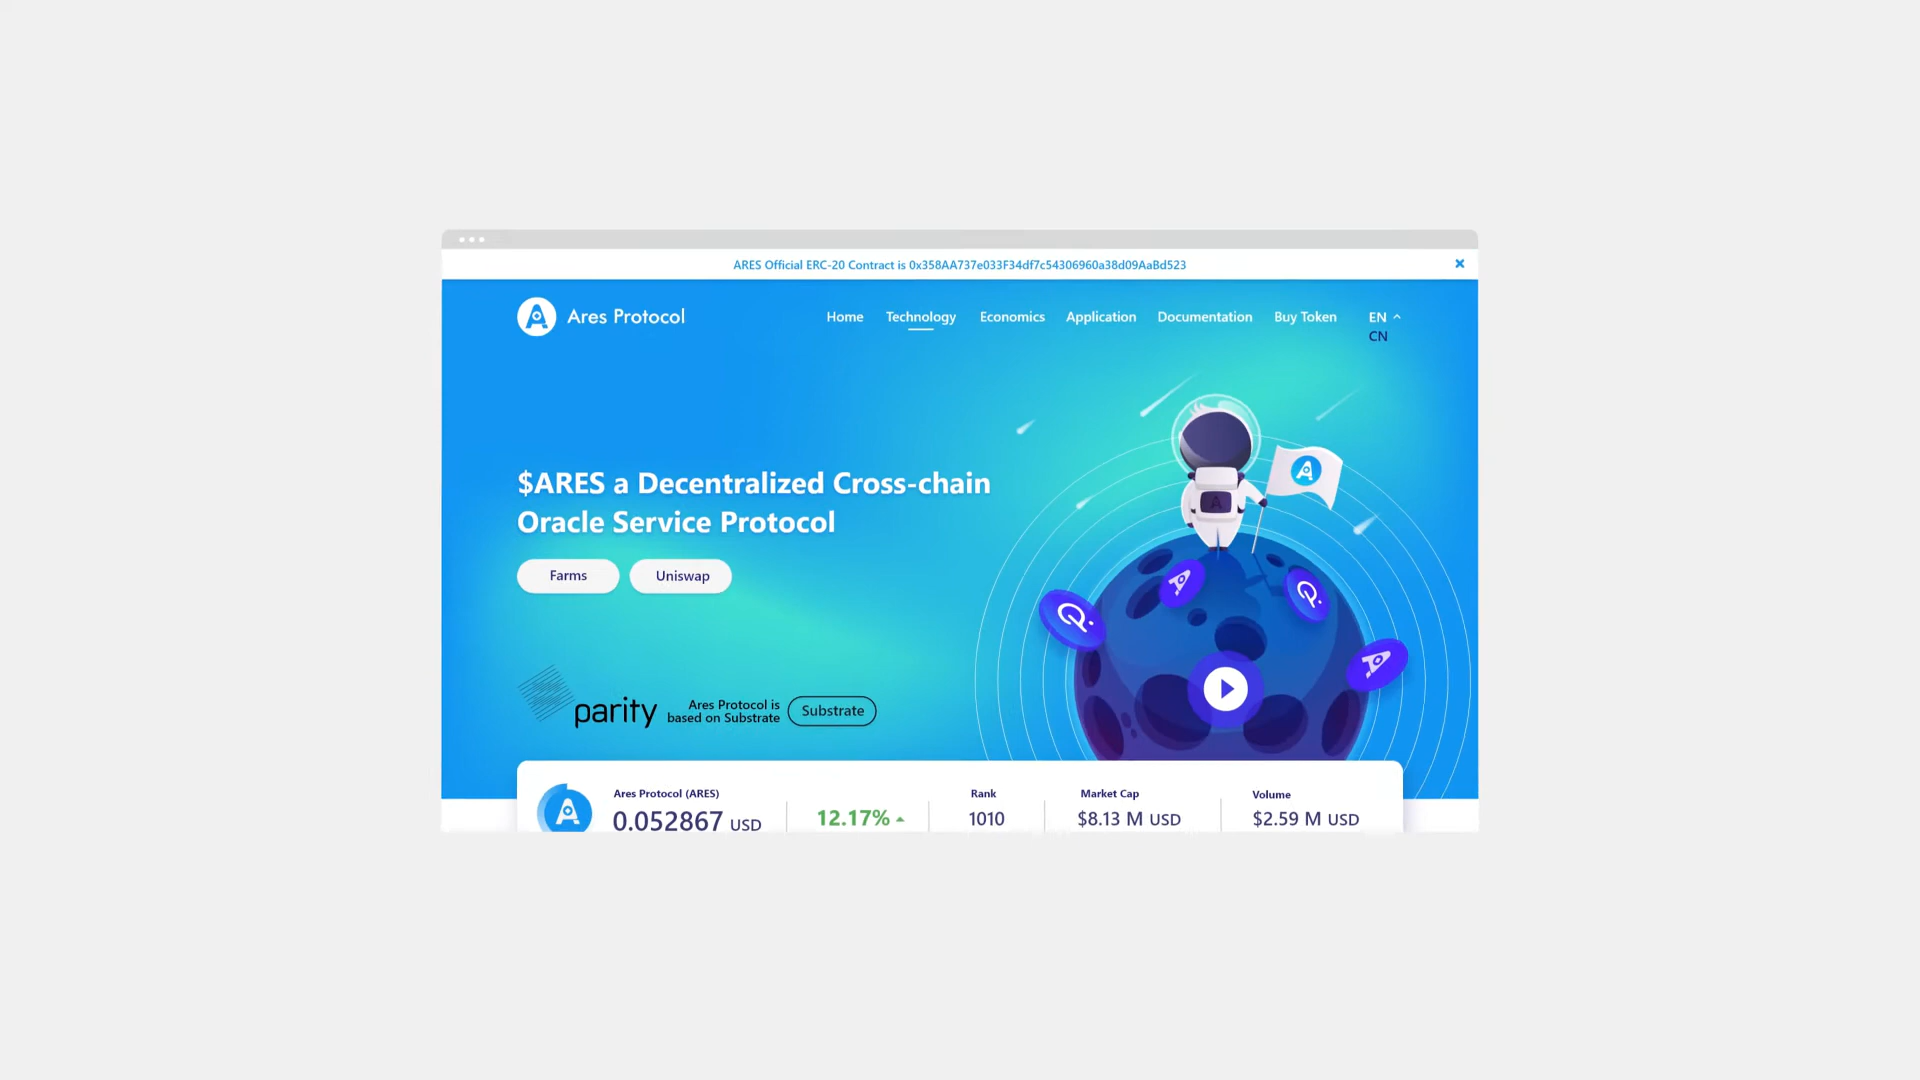 ARES Official ERC-20 Contract is 0x358AA737e033F34df7c54306960a38d09AaBd523
Ares Protocol
Home Technology Economics Application Documentation Buy Token EN
CN
$ARES a Decentralized Cross-chain
Oracle Service Protocol
Farms Uniswap
parity
Ares Protocol is
based on Substrate
Substrate
Ares Protocol (ARES)
0.052867 USD
12.17%
Rank
1010
Market Cap
$8.13 M USD
Volume
$2.59 M USD